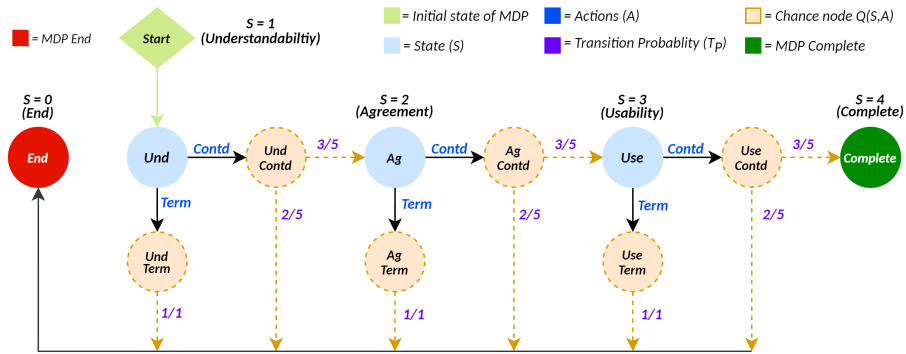 S = 1
(Understandabiltiy)
Start
= MDP End
= Initial state of MDP
= State (S)
= Actions (A)
= Transition Probablity (TP)
= Chance node Q(S,A)
= MDP Complete
S = 0
(End)
S = 2
(Agreement)
S = 3
(Usability)
S = 4
(Complete)
End
Und
Contd
Und
Contd
3/5
Ag
Contd
Ag
Contd
3/5
Use
Contd
Use
Contd
3/5
Complete
Term
2/5
Term
2/5
Term
2/5
Und
Term
Ag
Term
Use
Term
1/1
1/1
1/1